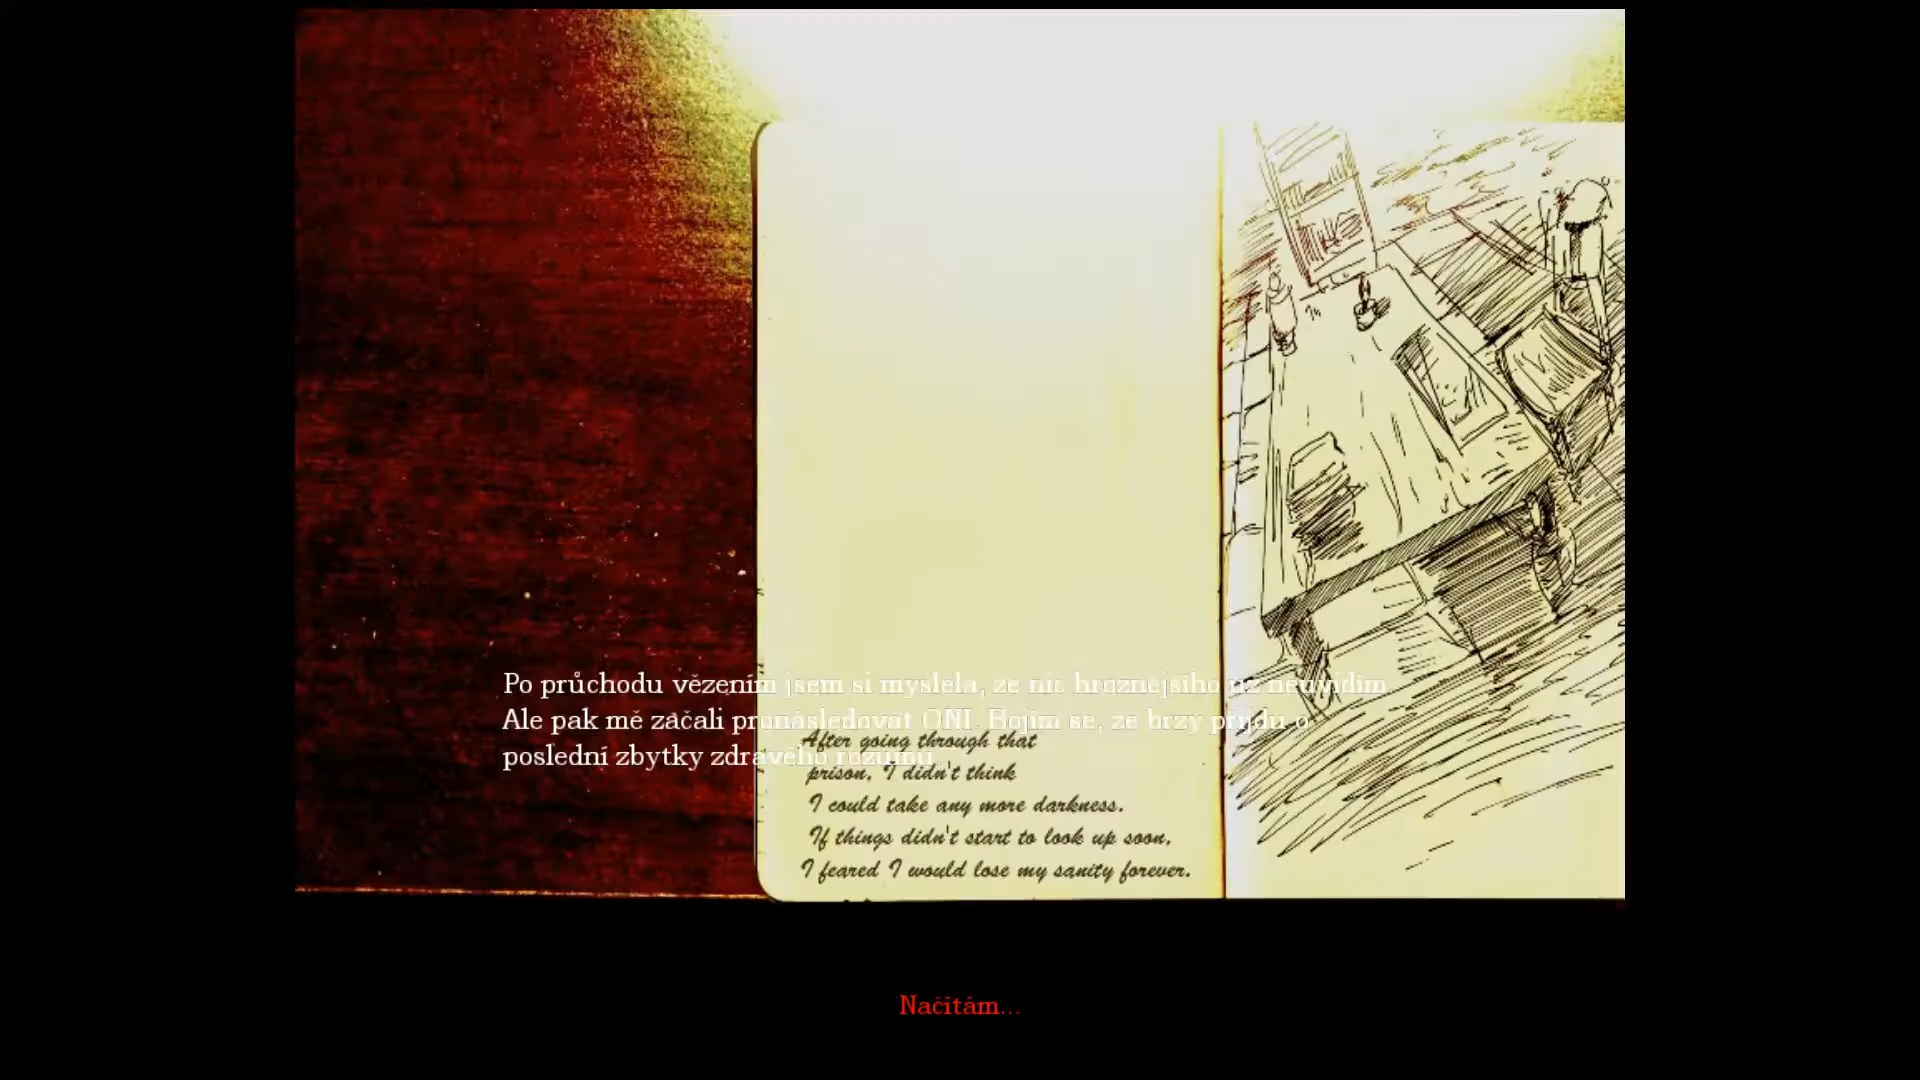 Po průchodu vězením jsem si myslela, že nic hroznějšího už neuvidím.
Ale pak mě začali pronásledovat ONI. Bojím se, že brzy přijdu o
poslední zbytky zdravého rozumu.
After going through that
prison, I didn't think
I could take any more darkness.
If things didn't start to look up soon,
I feared I would lose my sanity forever.
Načítám...